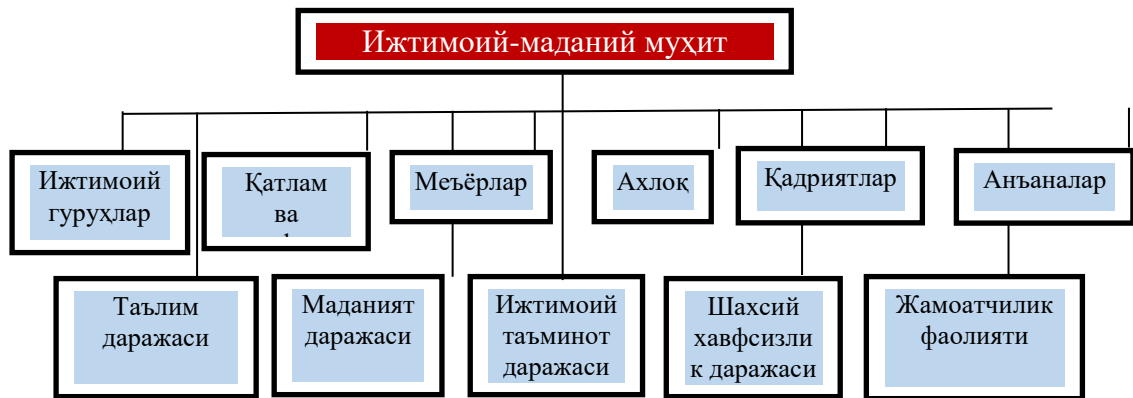 Ижтимоий-маданий муҳит
Ижтимоий
гуруҳлар
Қатлам
ва
Меъёрлар
Ахлоқ
Қадриятлар
Анъаналар
Таълим
даражаси
Маданият
даражаси
Ижтимоий
таъминот
даражаси
Шахсий
хавфсизли
к даражаси
Жамоатчилик
фаолияти